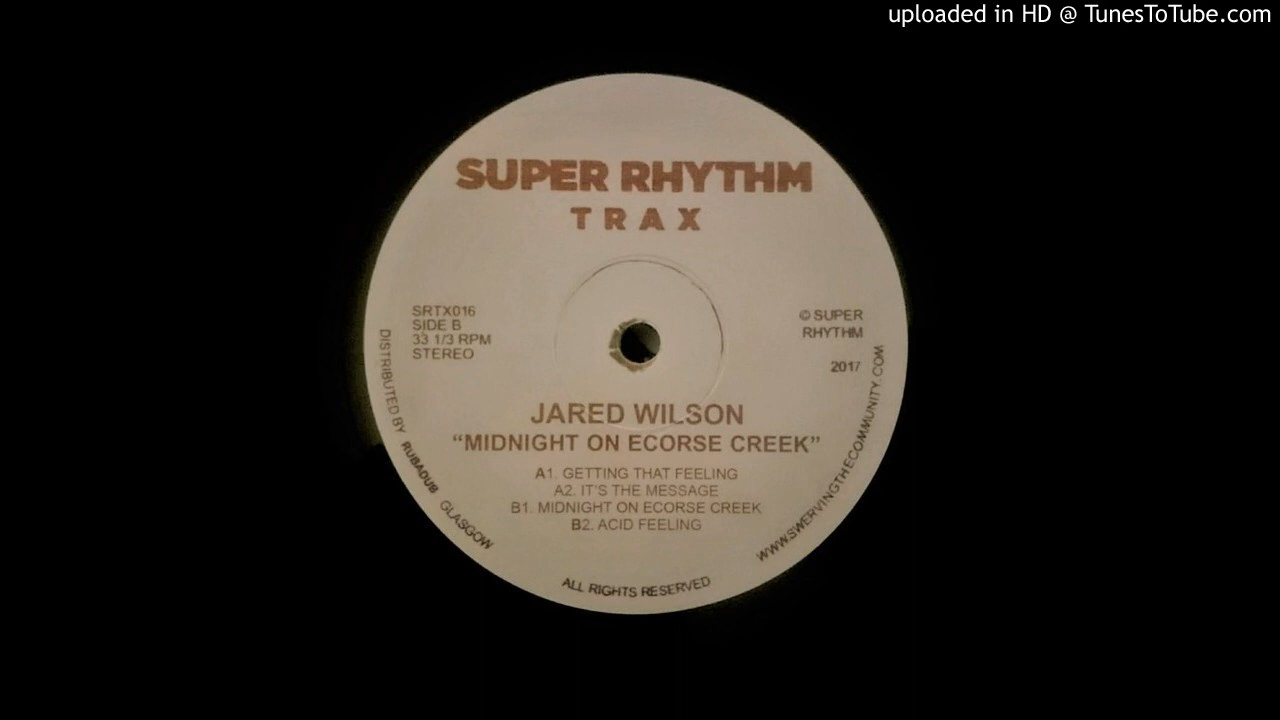 uploaded in HD @ TunesToTube.com
SUPER RHYTHM
TRAX
SRTX016
SIDE B
33 1/3 RPM
STEREO
© SUPER
RHYTHM
2017
JARED WILSON
“MIDNIGHT ON ECORSE CREEK”
A1. GETTING THAT FEELING
A2. IT'S THE MESSAGE
B1. MIDNIGHT ON ECORSE CREEK
B2. ACID FEELING
DISTRIBUTED BY RUBADUB GLASGOW
ALL RIGHTS RESERVED
WWW.SWERVINGTHECOMMUNITY.COM